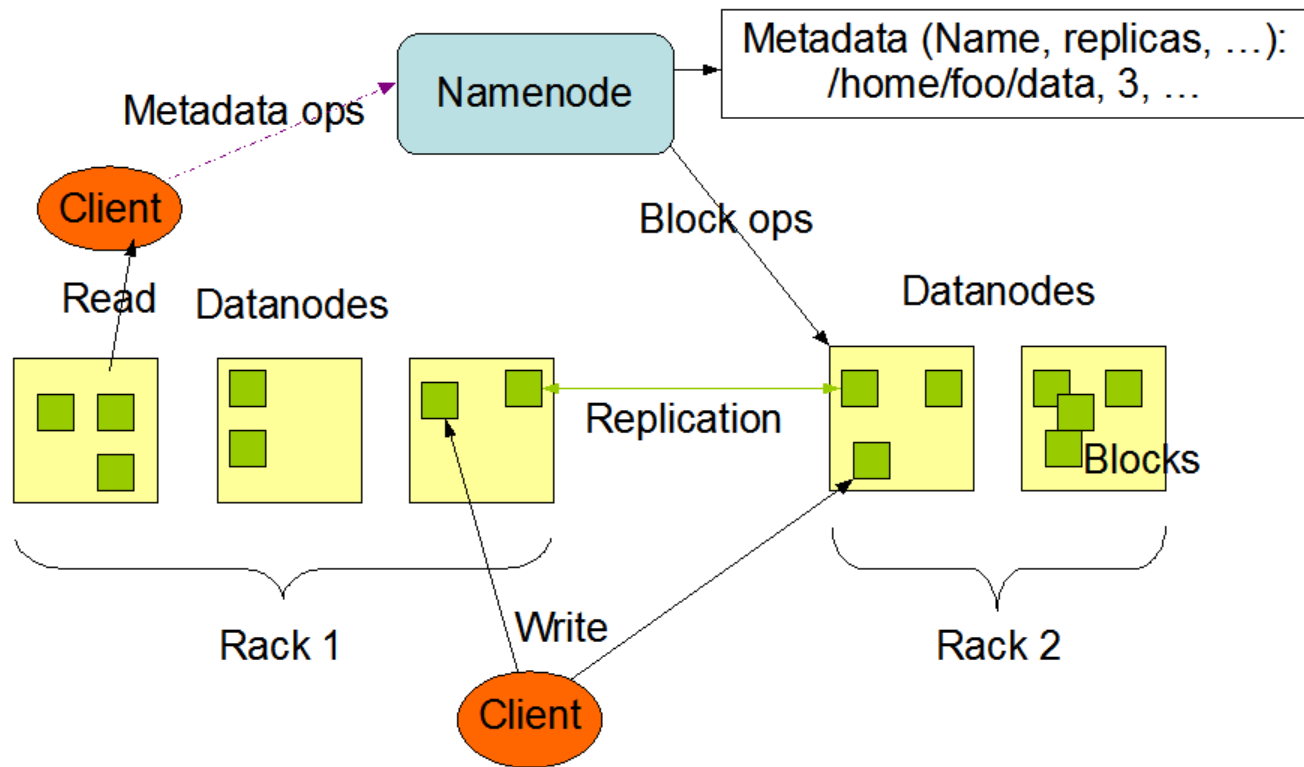 Metadata (Name, replicas, …):
/home/foo/data, 3, …
Namenode
Metadata ops
Client
Block ops
Read
Datanodes
Datanodes
Replication
Blocks
Rack 1
Write
Rack 2
Client